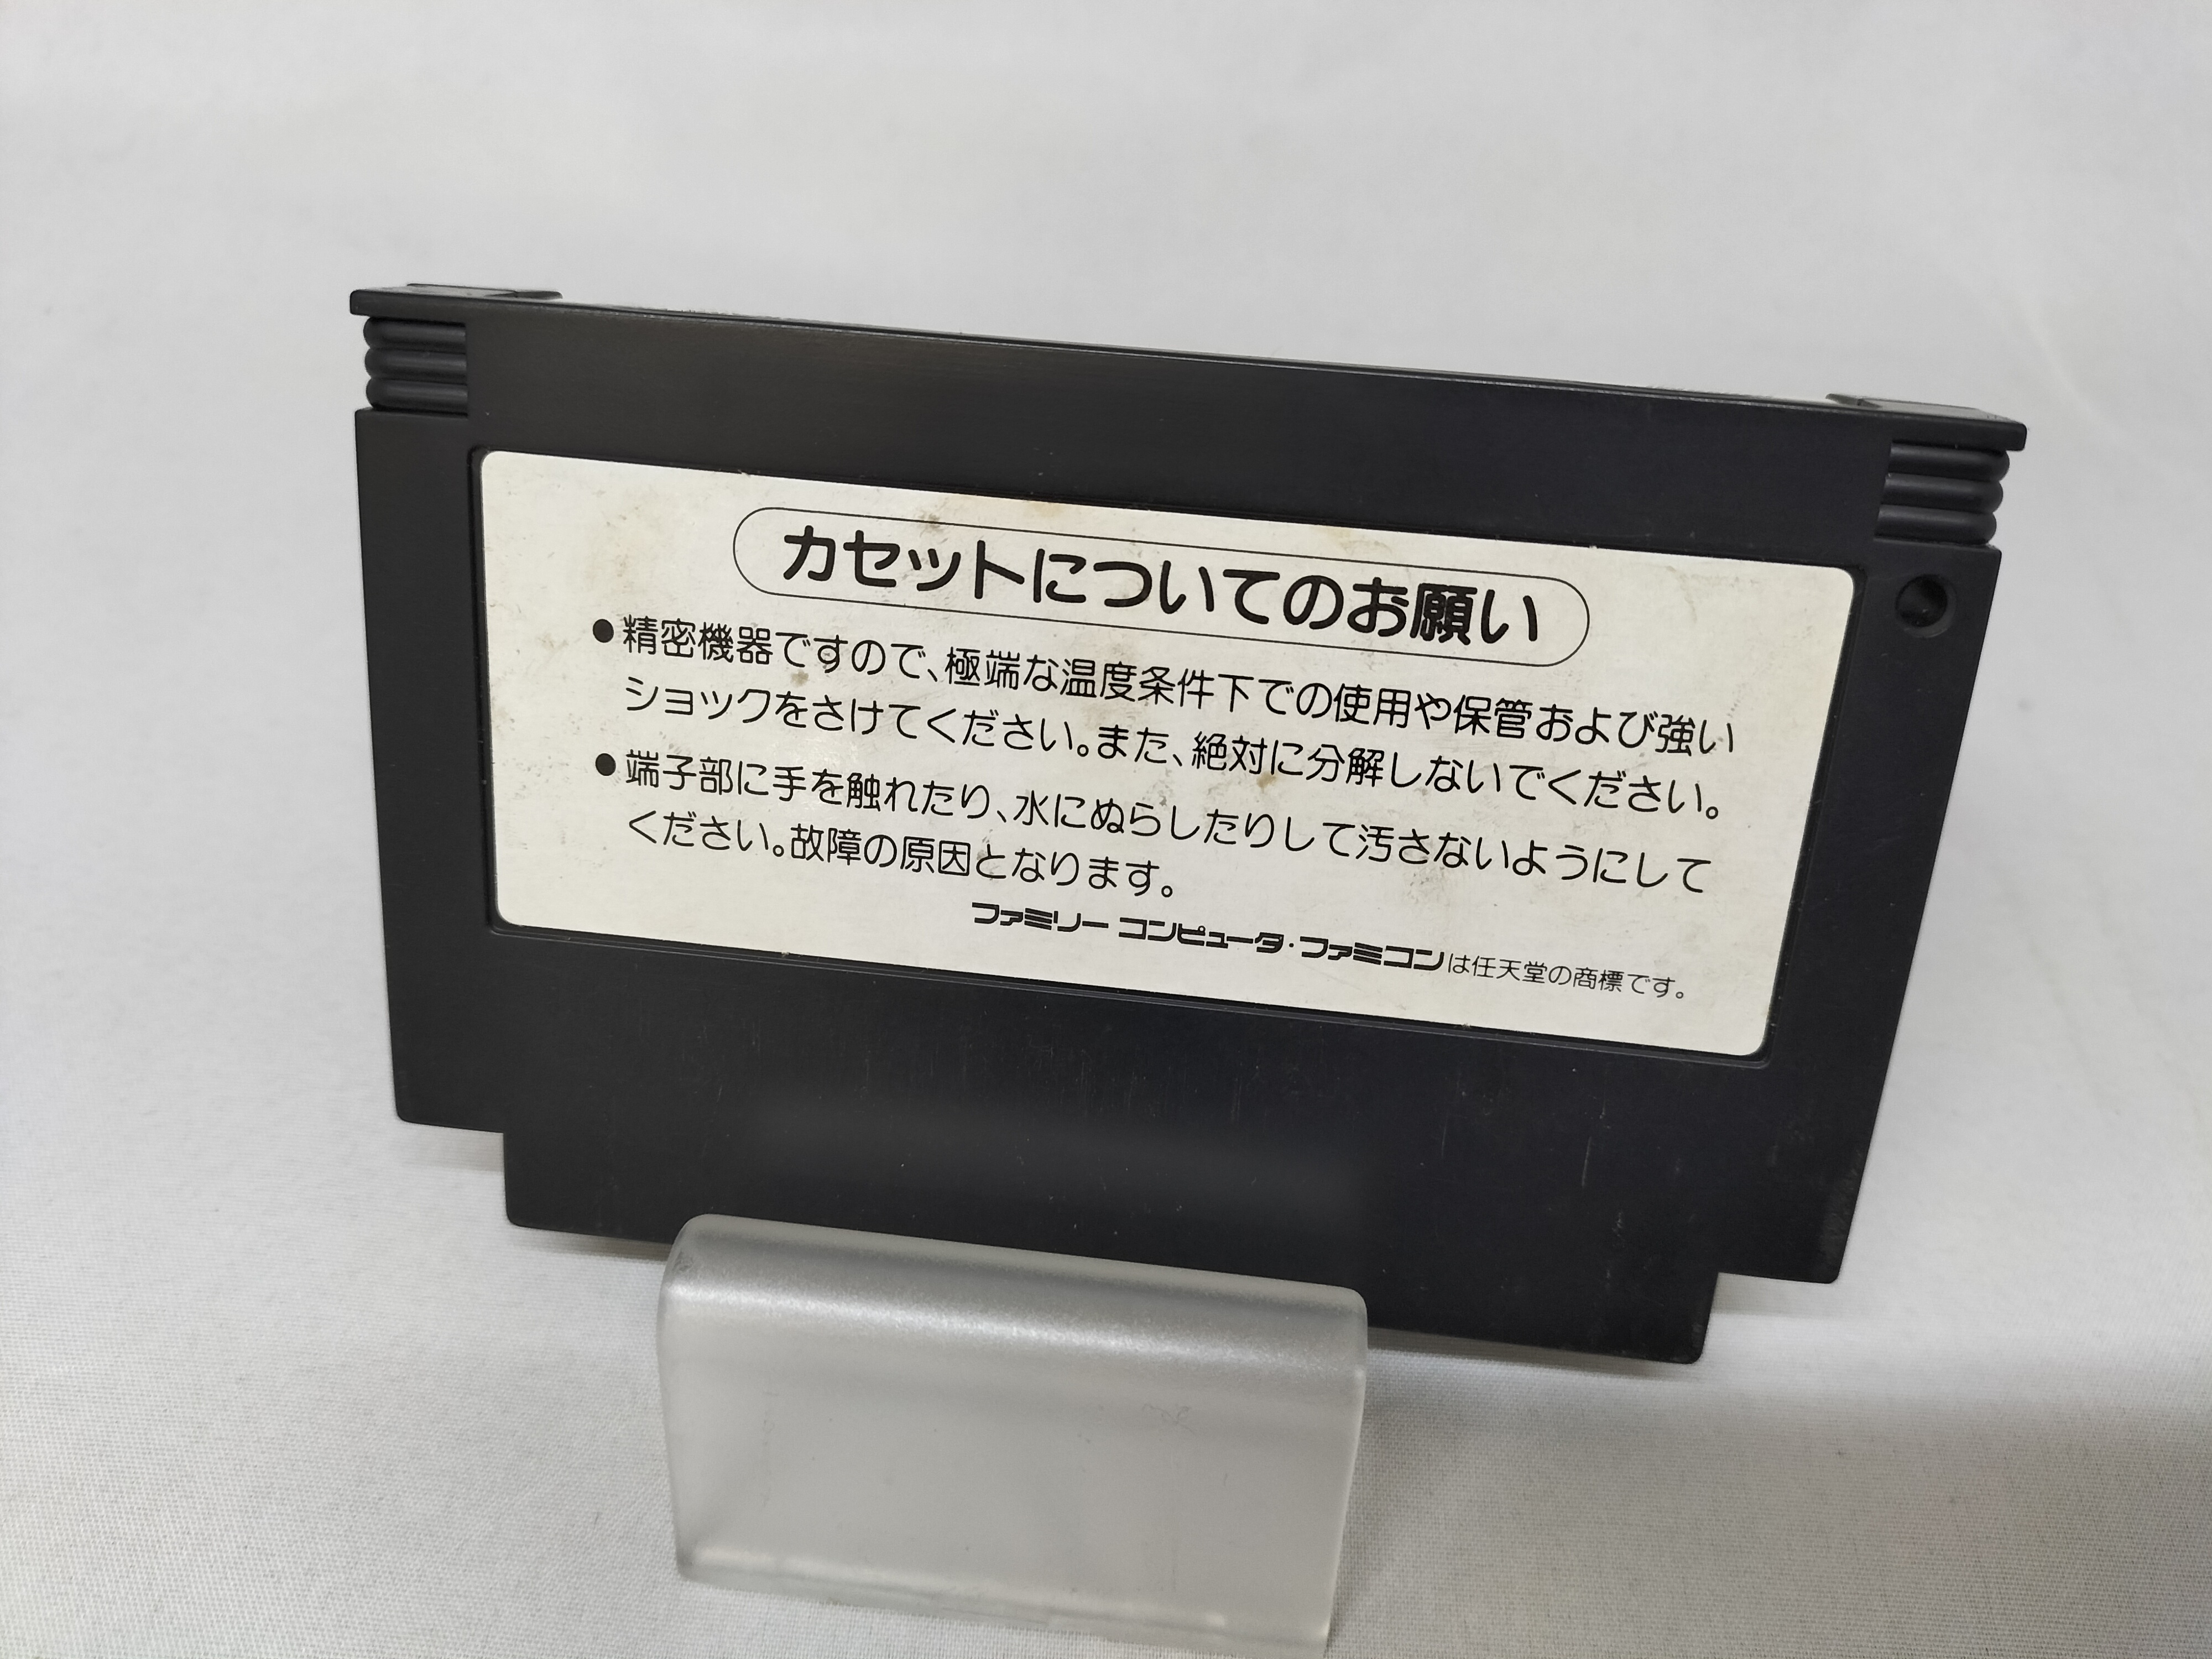 カセットについてのお願い
●精密機器ですので、極端な温度条件下での使用や保管および強い
ショックをさけてください。また、絶対に分解しないでください。
●端子部に手を触れたり、水にぬらしたりして汚さないようにして
ください。故障の原因となります。
ファミリー コンピュータ・ファミコンは任天堂の商標です。